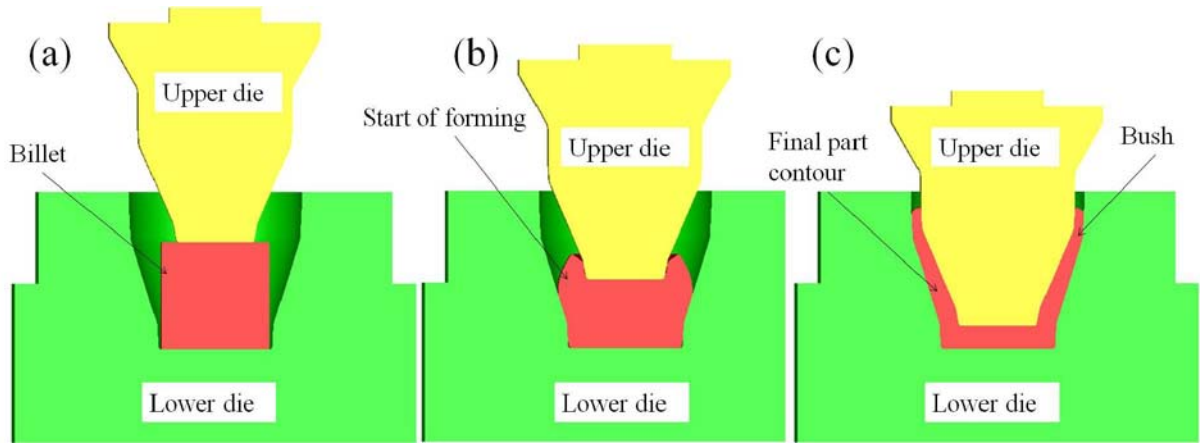 (a)
Upper die
Billet
Lower die
(b)
Start of forming
Upper die
Lower die
(c)
Final part
contour
Upper die
Bush
Lower die